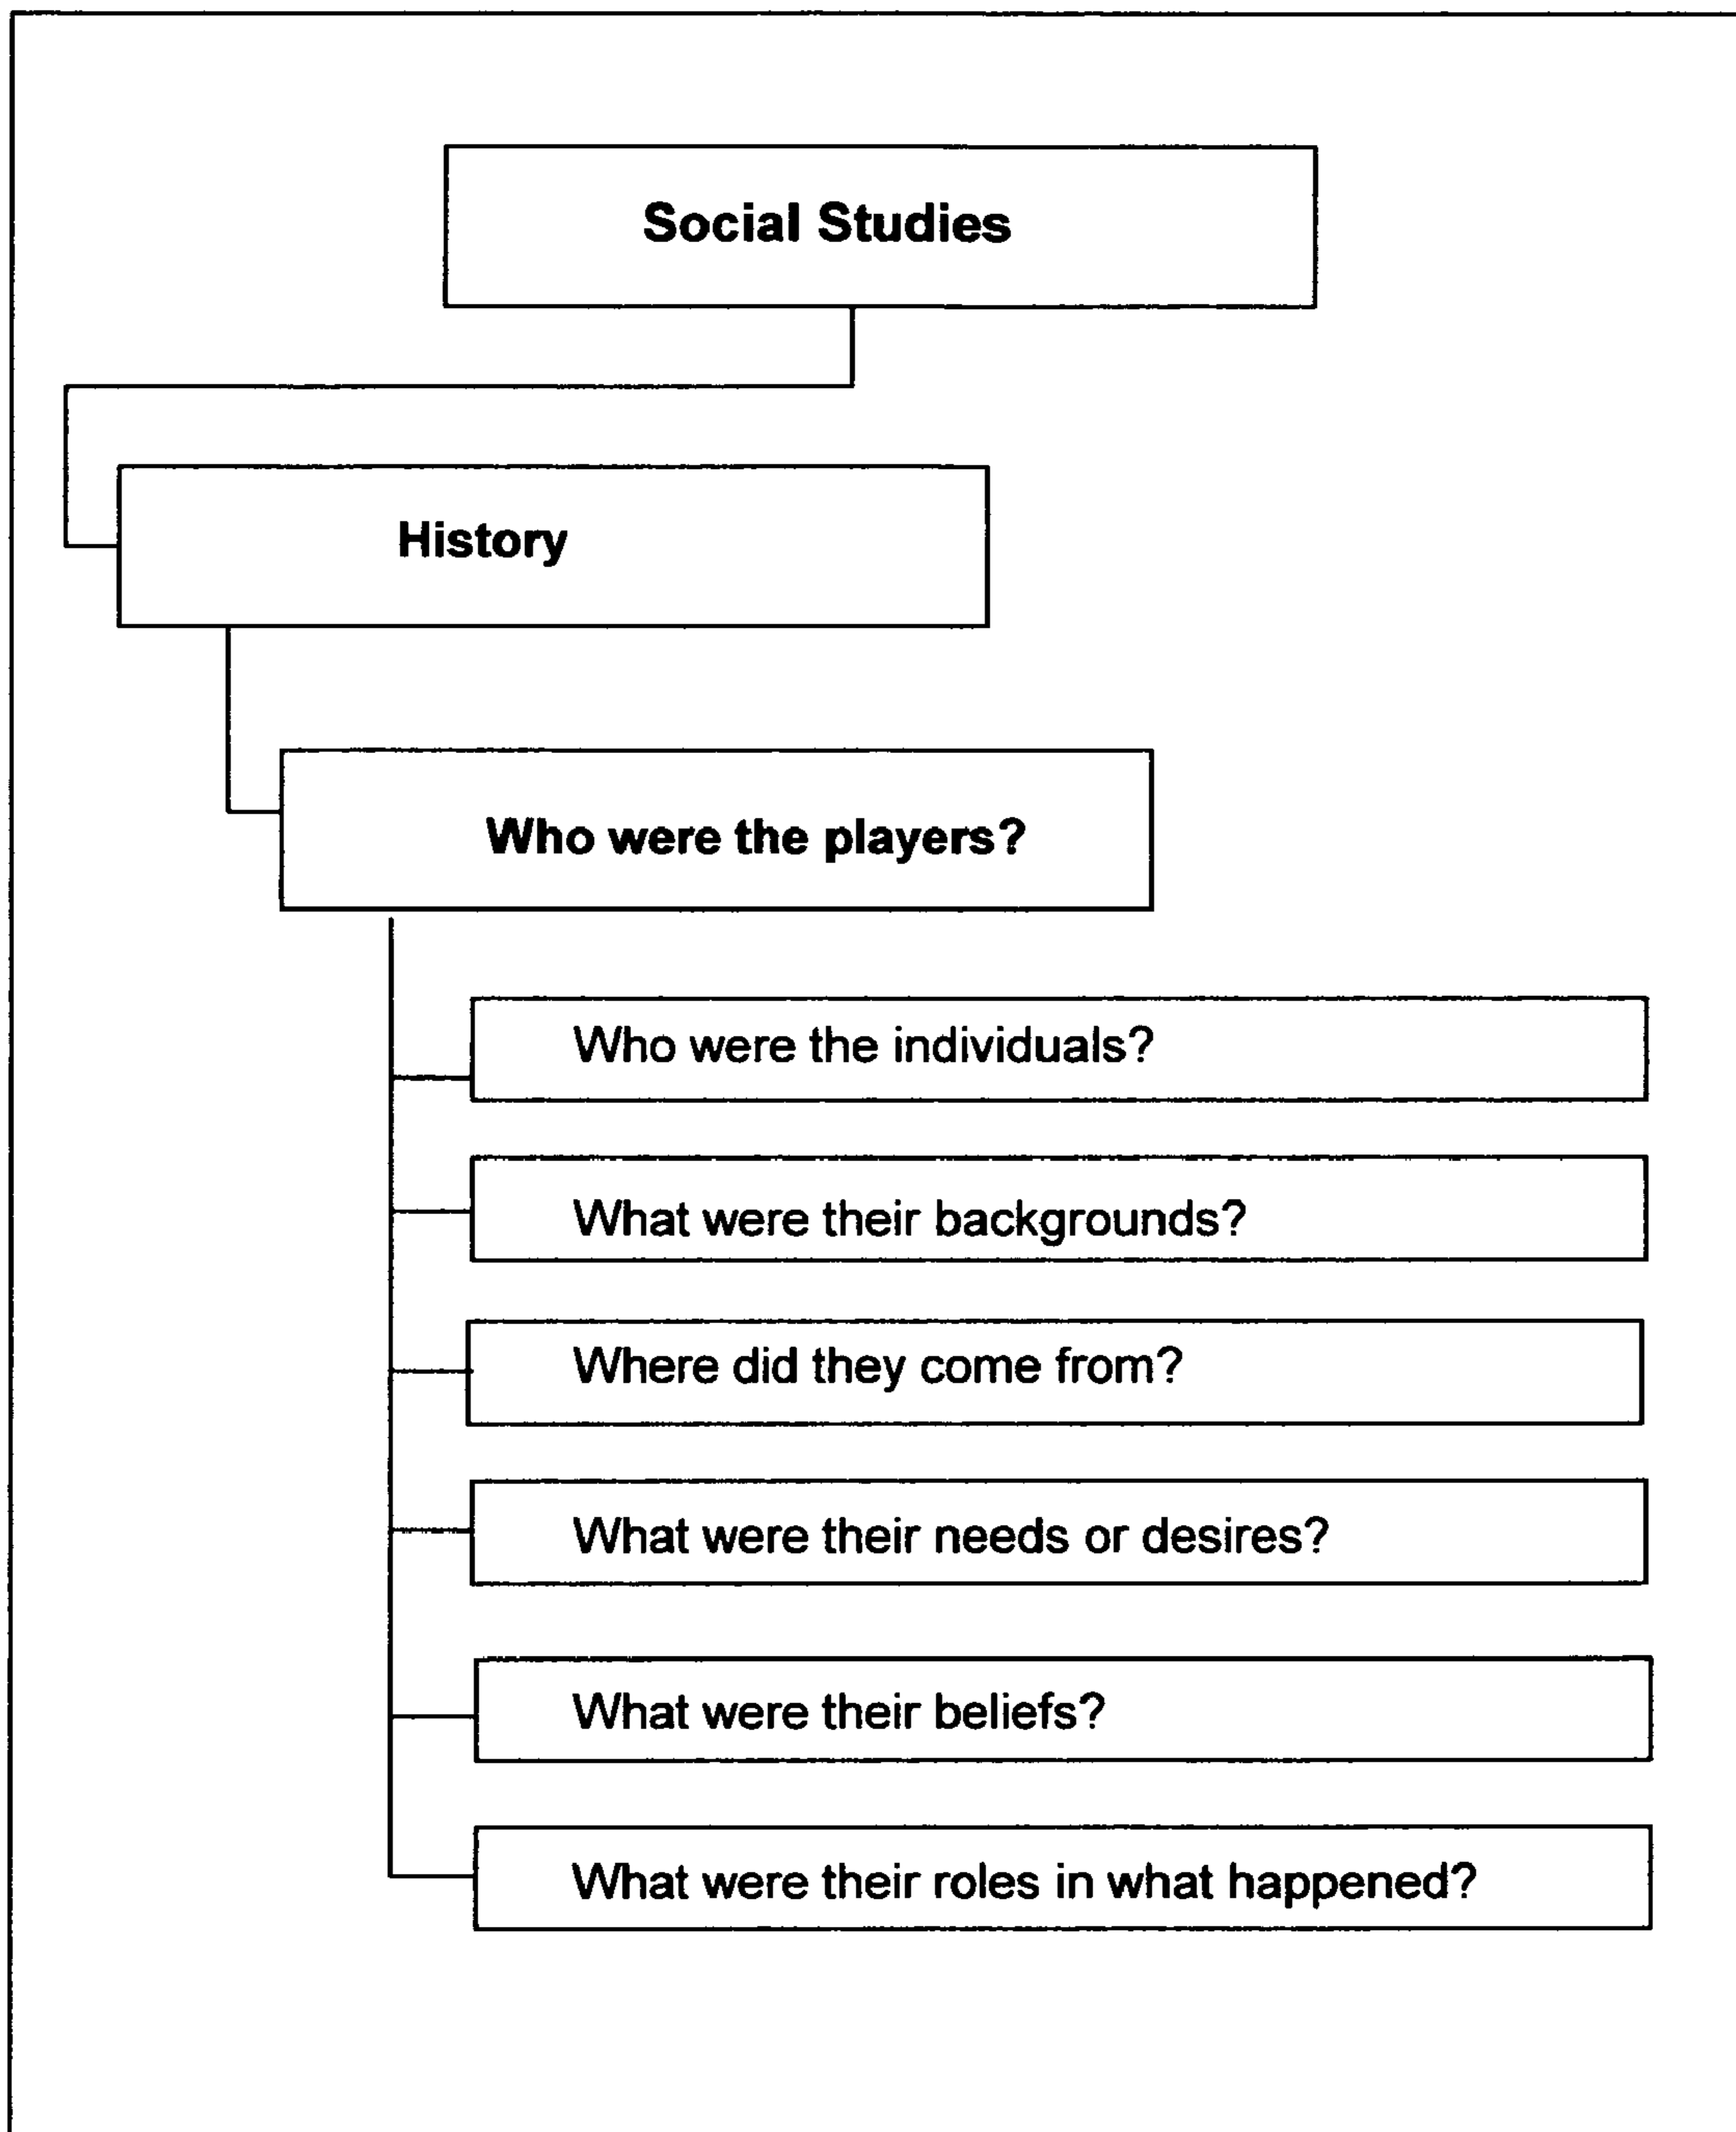 Social Studies
History
Who were the players?
Who were the individuals?
What were their backgrounds?
Where did they come from?
What were their needs or desires?
What were their beliefs?
What were their roles in what happened?